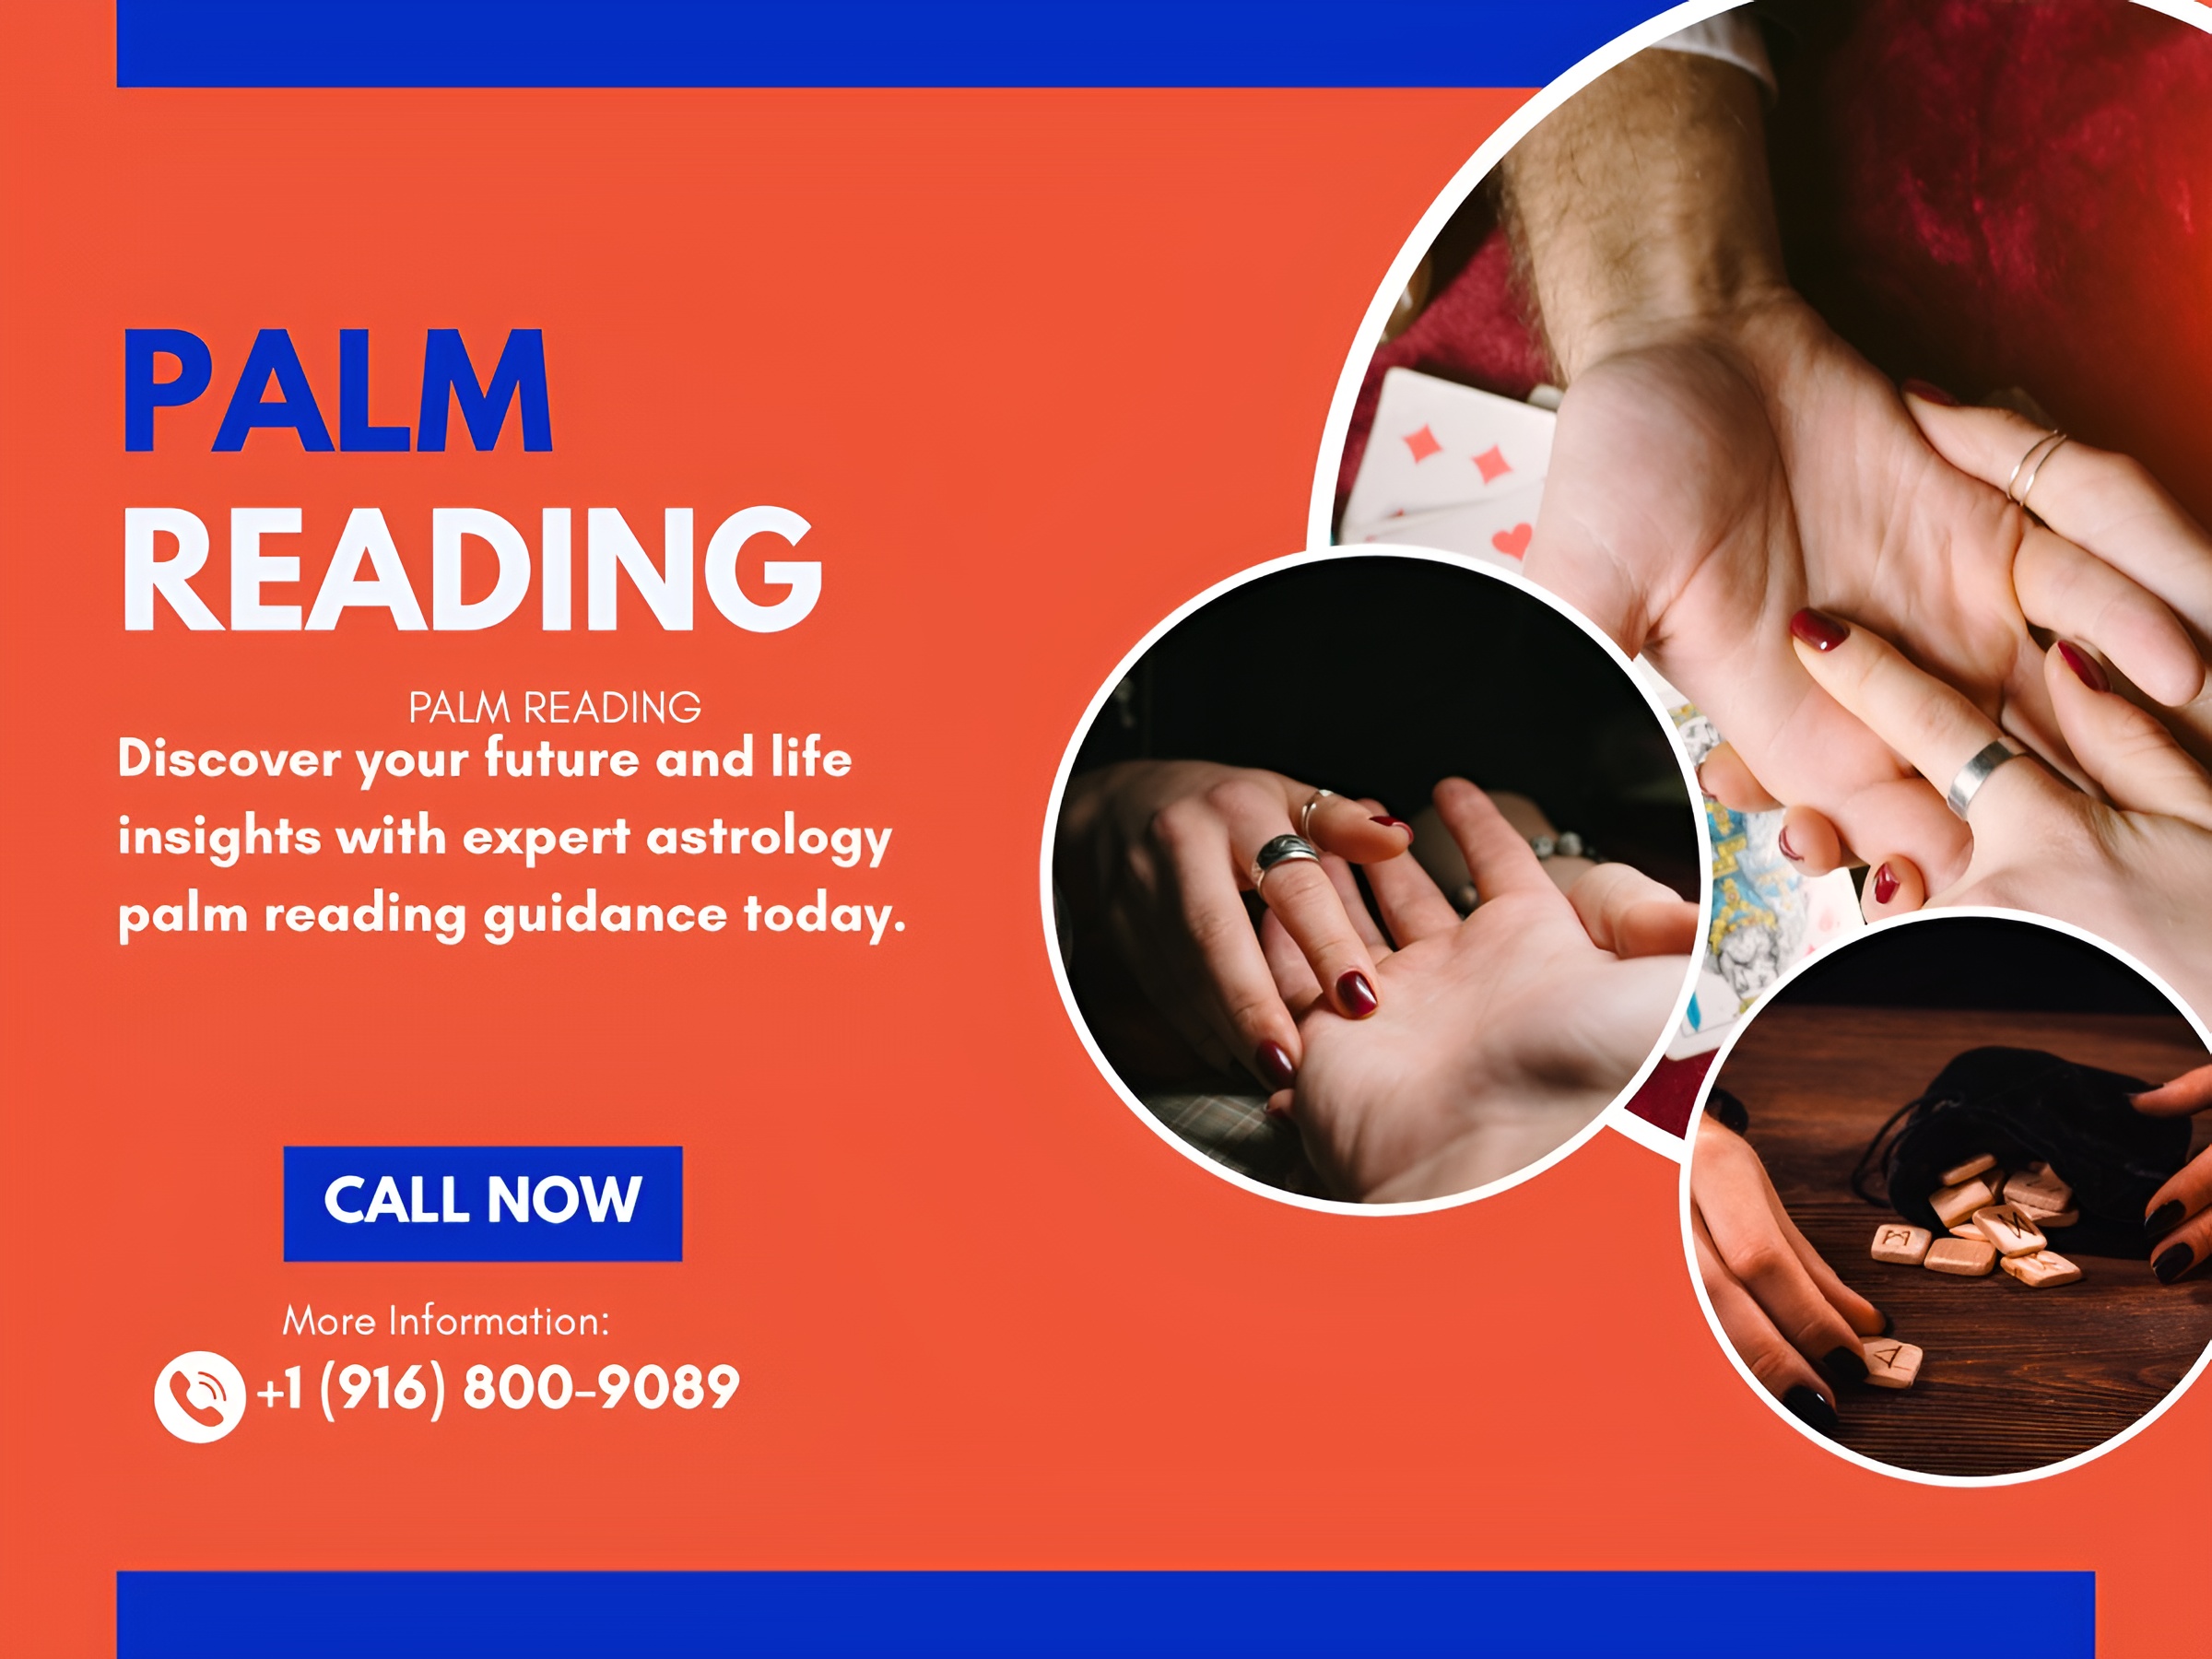 PALM
READING
PALM READING
Discover your future and life
insights with expert astrology
palm reading guidance today.
CALL NOW
More Information:
+1 (916) 800-9089